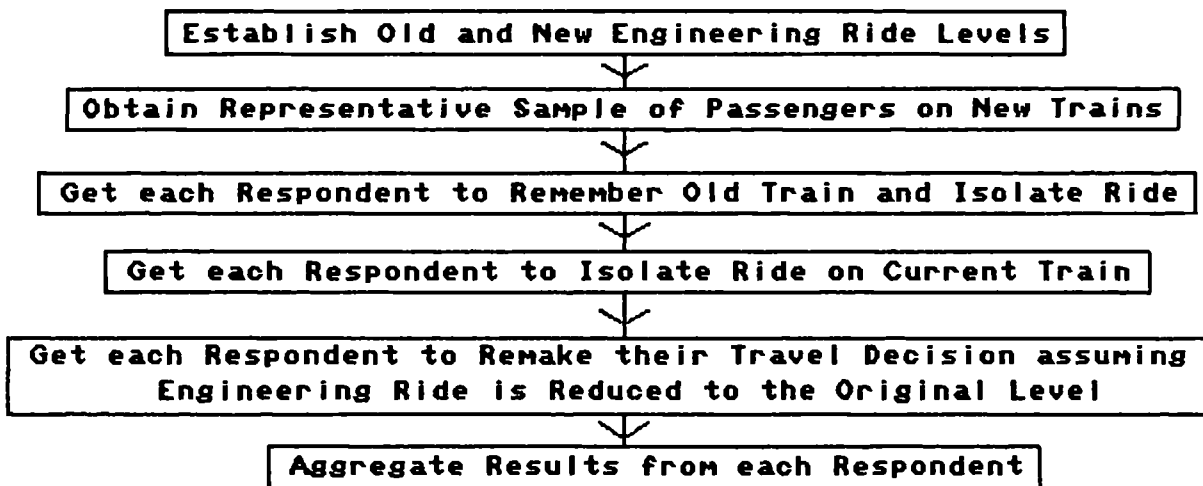 Establish Old and New Engineering Ride Levels
Obtain Representative Sample of Passengers on New Trains
Get each Respondent to Remember Old Train and Isolate Ride
Get each Respondent to Isolate Ride on Current Train
Get each Respondent to Remake their Travel Decision assuming
Engineering Ride is Reduced to the Original Level
Aggregate Results from each Respondent